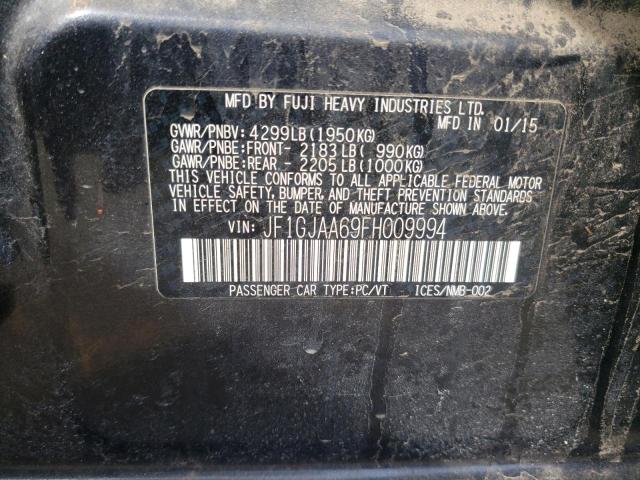 MFD BY FUJI HEAVY INDUSTRIES LTD.
MFD IN 01/15
GVWR/PNBV: 4299LB(1950KG)
GAWR/PNBE:FRONT- 2183LB( 990KG)
GAWR/PNBE:REAR - 2205LB(1000KG)
THIS VEHICLE CONFORMS TO ALL APPLICABLE FEDERAL MOTOR
VEHICLE SAFETY, BUMPER, AND THEFT PREVENTION STANDARDS
IN EFFECT ON THE DATE OF MANUFACTURE SHOWN ABOVE.
VIN: JF1GJAA69FH009994
PASSENGER CAR TYPE:PC/VT ICES/NMB-002